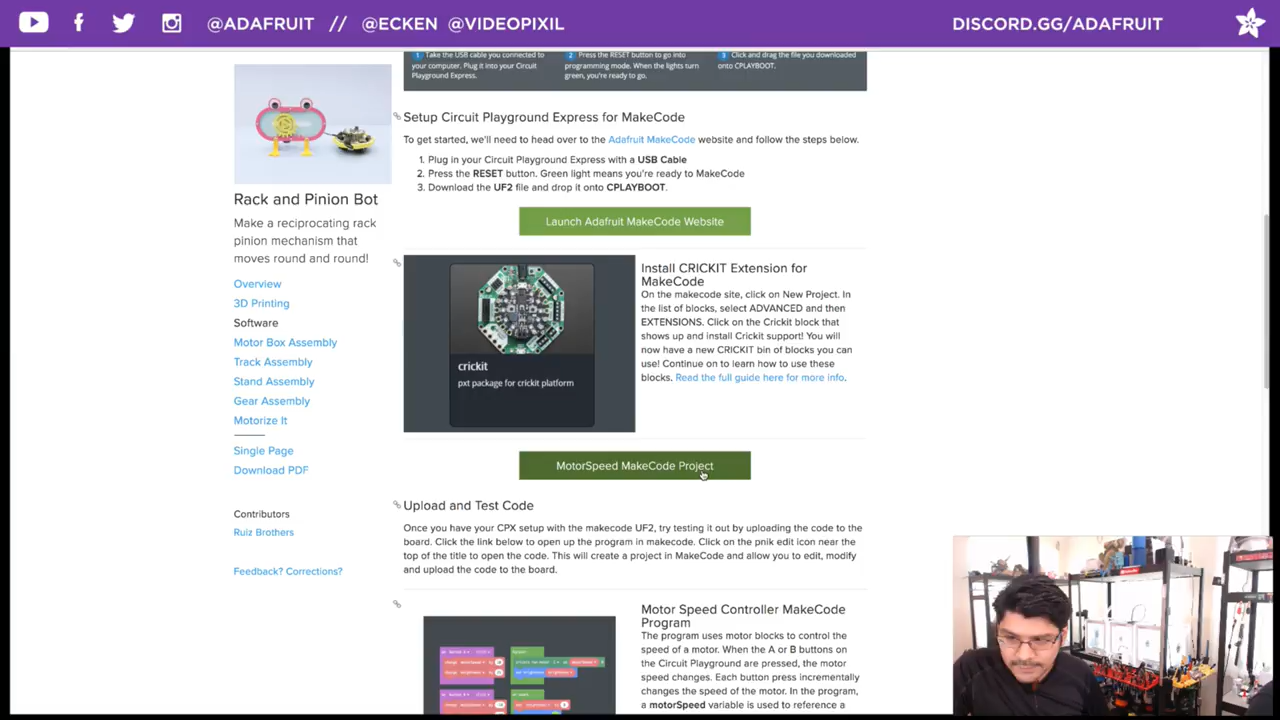 @ADAFRUIT // @ECKEN @VIDEOPIXIL
DISCORD.GG/ADAFRUIT
1 Take the USB cable you connected to
your computer. Plug it into your Circuit
Playground Express.
2 Press the RESET button to go into
programming mode. When the lights turn
green, you're ready to go.
3 Click and drag the file you downloaded
onto CPLAYBOOT.
Rack and Pinion Bot
Make a reciprocating rack
pinion mechanism that
moves round and round!
Overview
3D Printing
Software
Motor Box Assembly
Track Assembly
Stand Assembly
Gear Assembly
Motorize It
Single Page
Download PDF
Contributors
Ruiz Brothers
Feedback? Corrections?
Setup Circuit Playground Express for MakeCode
To get started, we'll need to head over to the Adafruit MakeCode website and follow the steps below.
1. Plug in your Circuit Playground Express with a USB Cable
2. Press the RESET button. Green light means you're ready to MakeCode
3. Download the UF2 file and drop it onto CPLAYBOOT.
Launch Adafruit MakeCode Website
crickit
pxt package for crickit platform
Install CRICKIT Extension for
MakeCode
On the makecode site, click on New Project. In
the list of blocks, select ADVANCED and then
EXTENSIONS. Click on the Crickit block that
shows up and install Crickit support! You will
now have a new CRICKIT bin of blocks you can
use! Continue on to learn how to use these
blocks. Read the full guide here for more info.
MotorSpeed MakeCode Project
Upload and Test Code
Once you have your CPX setup with the makecode UF2, try testing it out by uploading the code to the
board. Click the link below to open up the program in makecode. Click on the pnik edit icon near the
top of the title to open the code. This will create a project in MakeCode and allow you to edit, modify
and upload the code to the board.
Motor Speed Controller MakeCode
Program
The program uses motor blocks to control the
speed of a motor. When the A or B buttons on
the Circuit Playground are pressed, the motor
speed changes. Each button press incrementally
changes the speed of the motor. In the program,
a motorSpeed variable is used to reference a